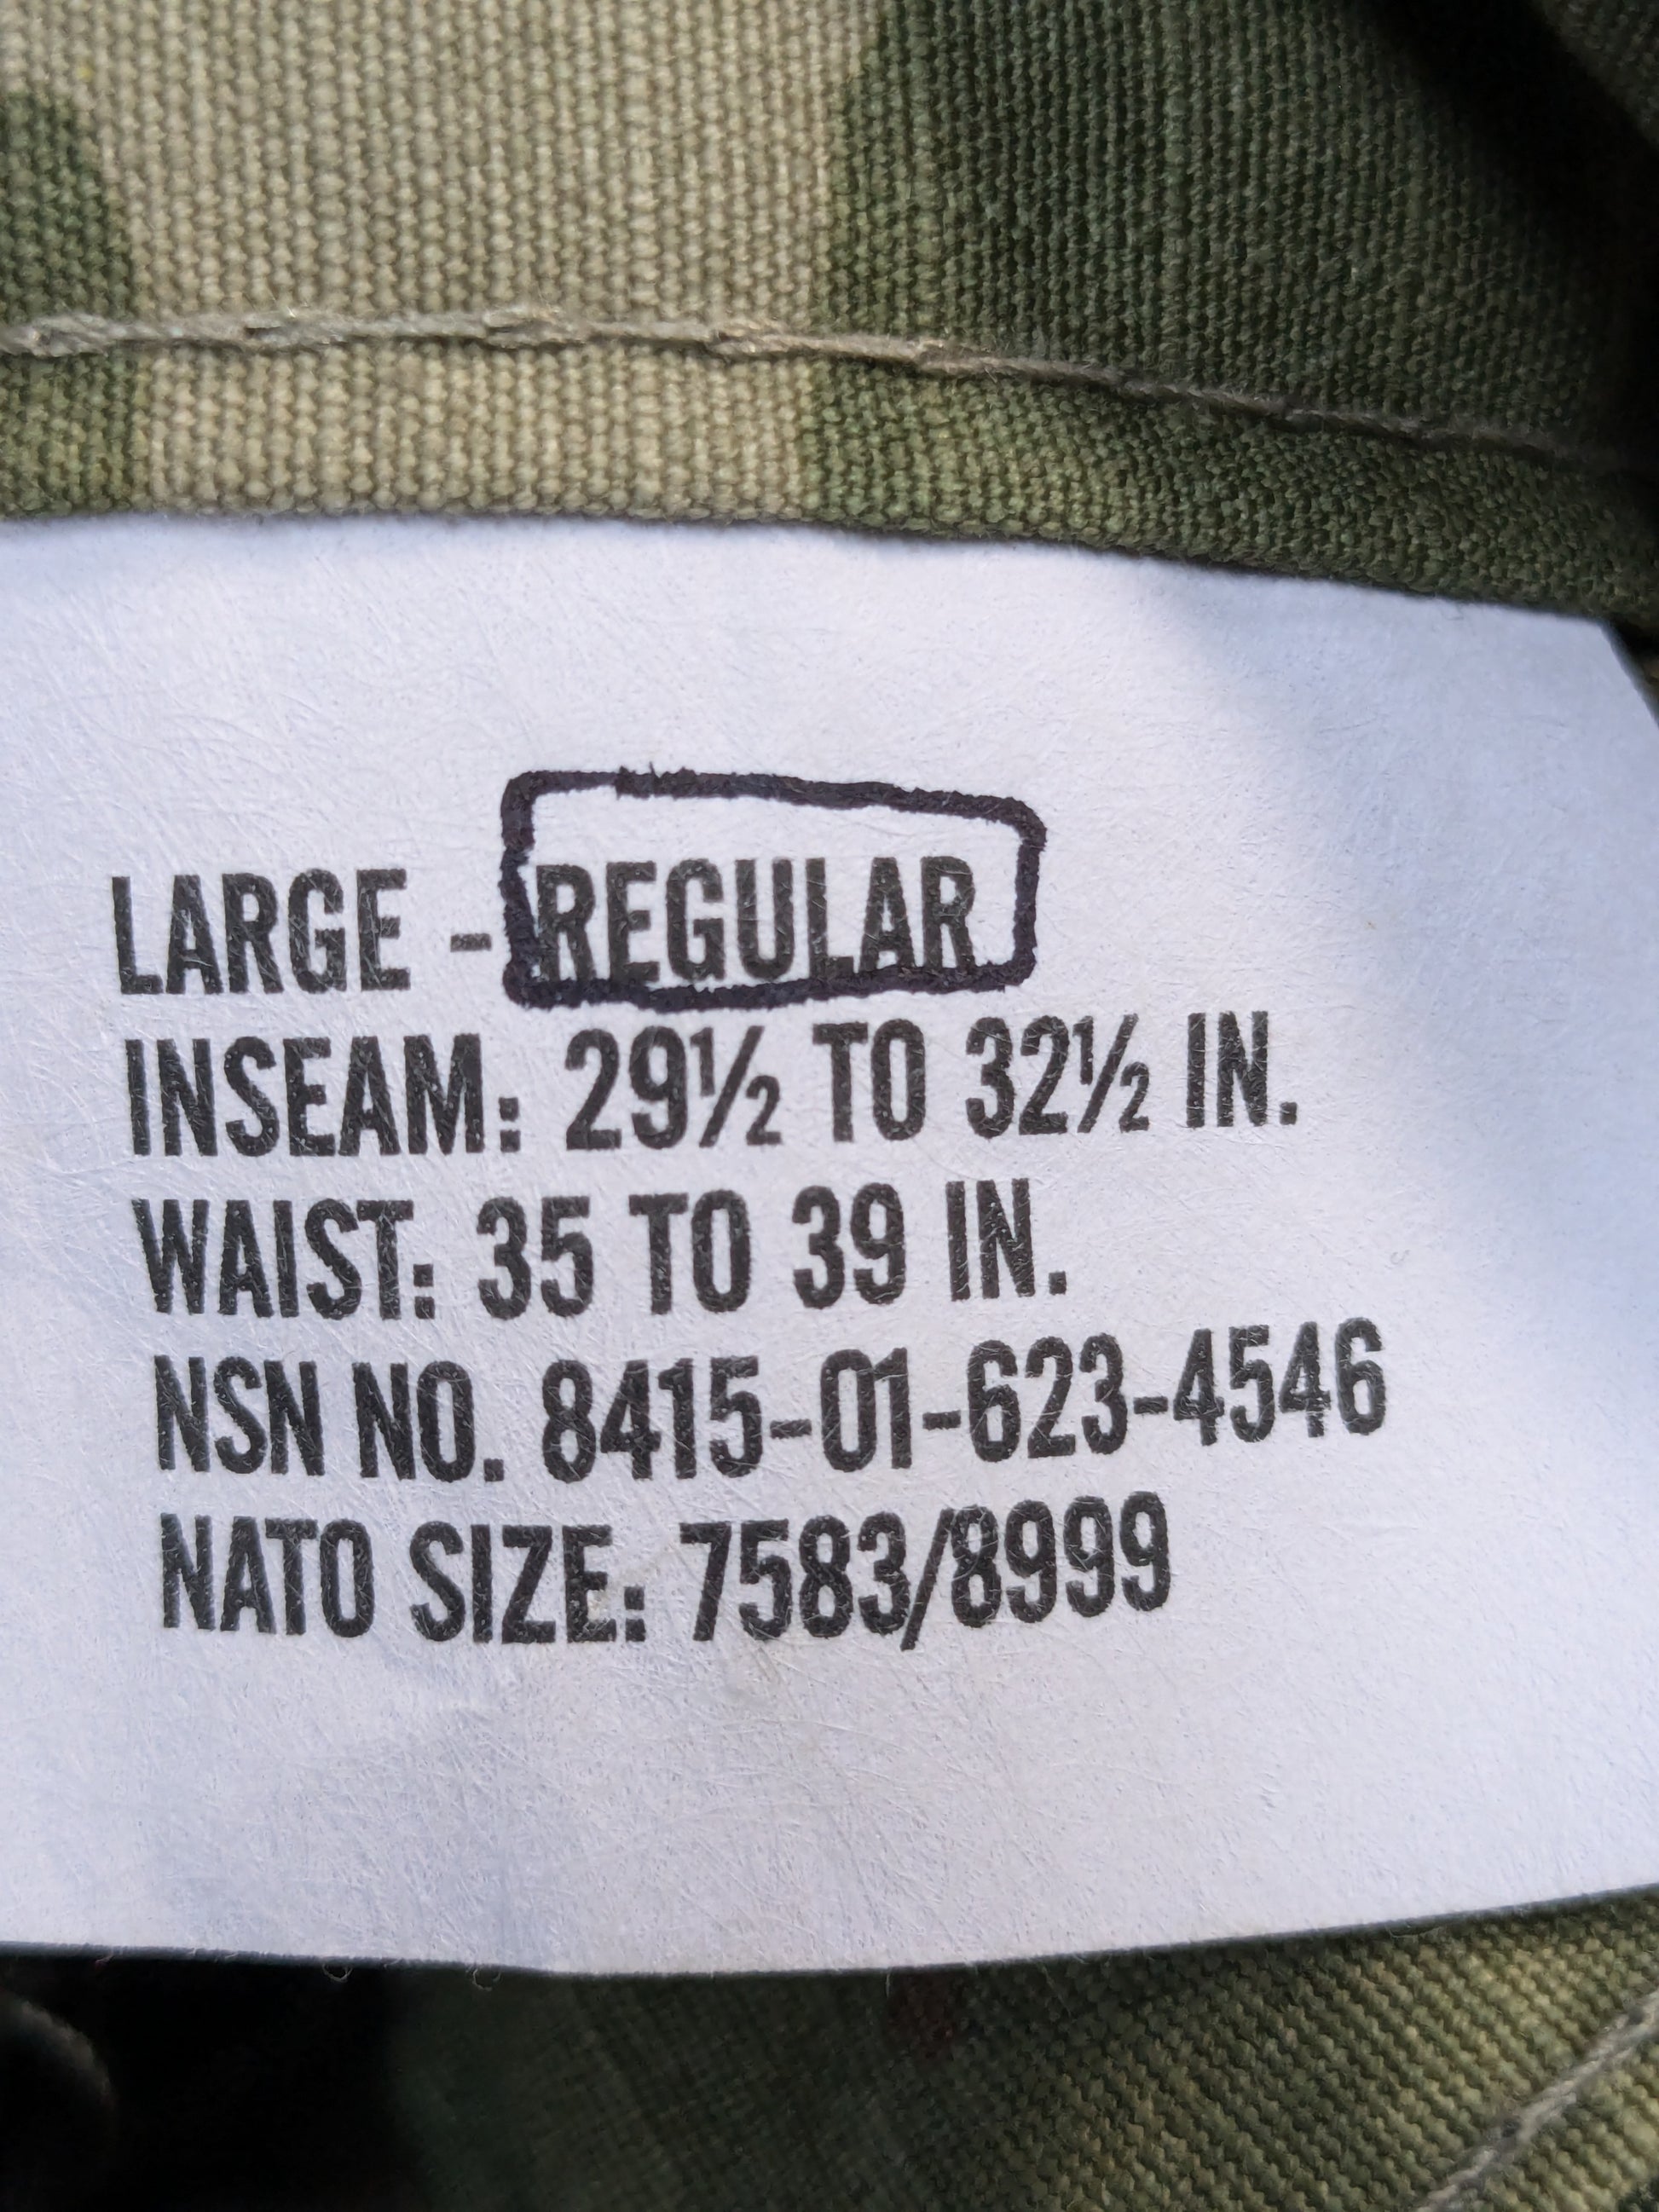 LARGE - REGULAR
INSEAM: 29½ TO 32½ IN.
WAIST: 35 TO 39 IN.
NSN NO. 8415-01-623-4546
NATO SIZE: 7583/8999